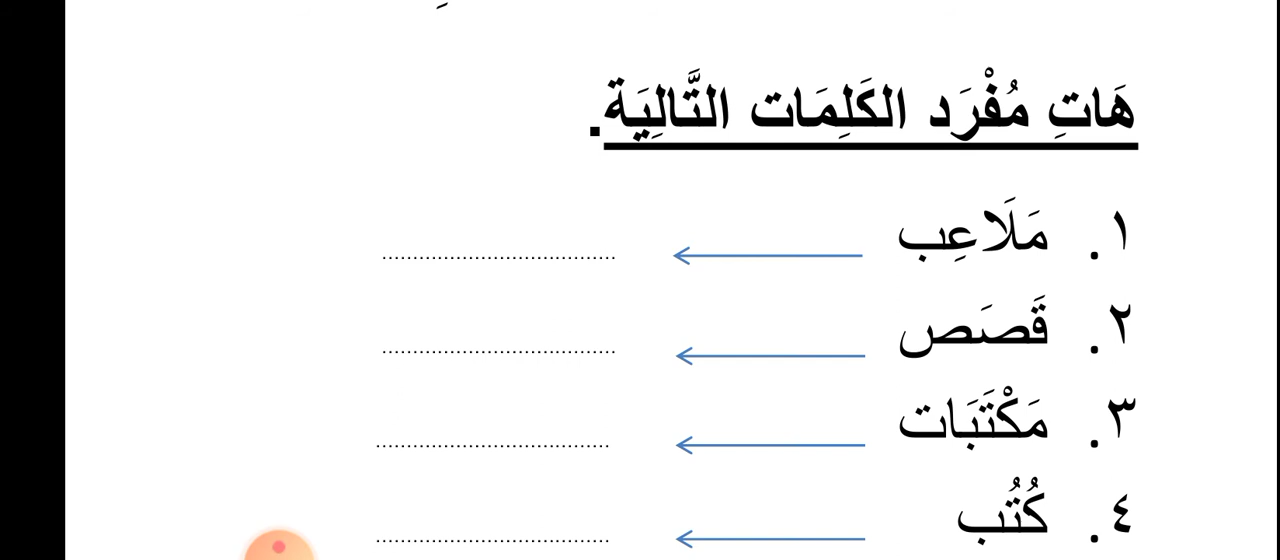 هَاتِ مُفْرَد الكَلِمَات التَّالِيَة.
١. مَلَاعِب ....................................
٢. قَصَص ....................................
٣. مَكْتَبَات ....................................
٤. كُتُب ....................................